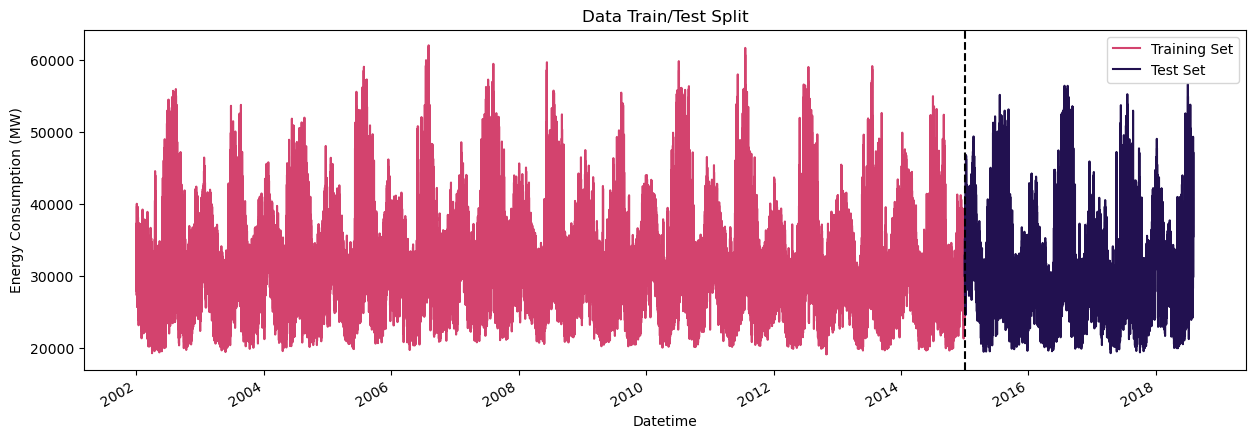 Data Train/Test Split
Energy Consumption (MW)
60000
50000
40000
30000
20000
Training Set
Test Set
2002
2004
2006
2008
2010
2012
2014
2016
2018
Datetime